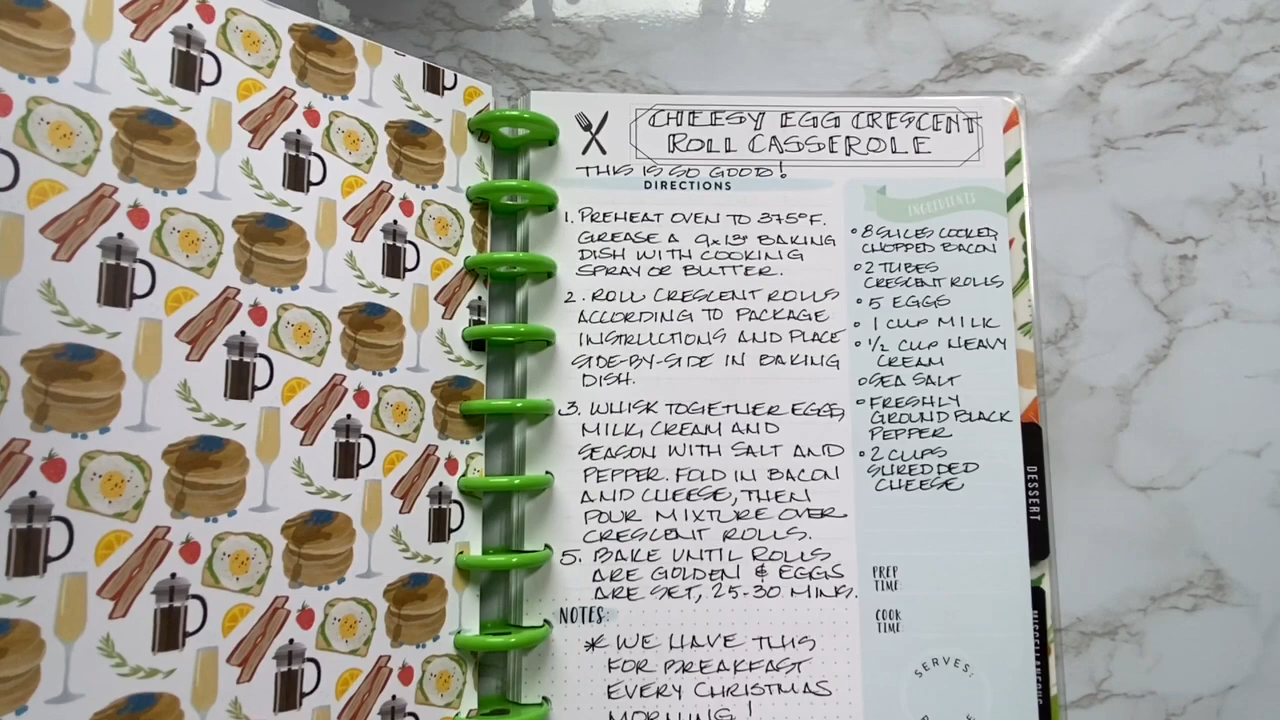 CHEESY EGG CRESCENT
ROLL CASSEROLE
THIS IS SO GOOD!
DIRECTIONS
1. PREHEAT OVEN TO 375°F.
GREASE A 9x13" BAKING
DISH WITH COOKING
SPRAY OR BUTTER.
2. ROLL CRESCENT ROLLS
ACCORDING TO PACKAGE
INSTRUCTIONS AND PLACE
SIDE-BY-SIDE IN BAKING
DISH.
3. WHISK TOGETHER EGGS,
MILK, CREAM AND
SEASON WITH SALT AND
PEPPER. FOLD IN BACON
AND CHEESE, THEN
POUR MIXTURE OVER
CRESCENT ROLLS.
5. BAKE UNTIL ROLLS
ARE GOLDEN & EGGS
ARE SET, 25-30 MINS.
NOTES:
* WE HAVE THIS
FOR BREAKFAST
EVERY CHRISTMAS
MORNING!
INGREDIENTS
• 8 SLICES COOKED
CHOPPED BACON
• 2 TUBES
CRESCENT ROLLS
• 5 EGGS
• 1 CUP MILK
• 1/2 CUP HEAVY
CREAM
• SEA SALT
• FRESHLY
GROUND BLACK
PEPPER
• 2 CUPS
SHREDDED
CHEESE
PREP
TIME:
COOK
TIME:
SERVES:
DESSERT
MISCELLANEOUS